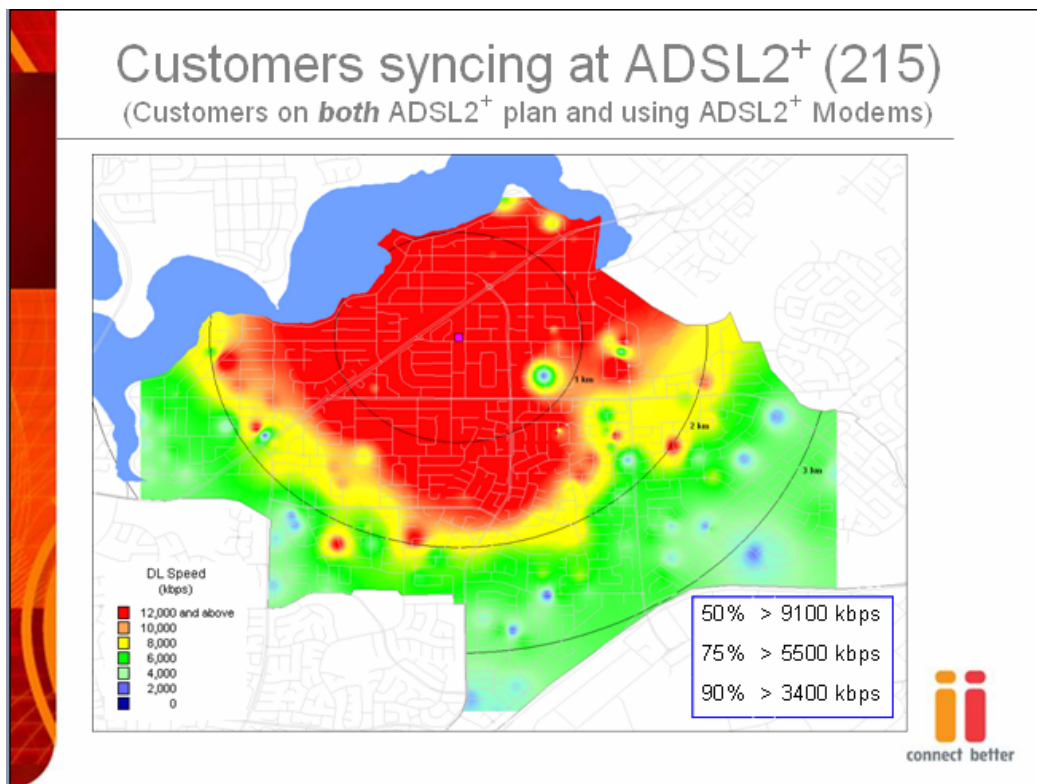 Customers syncing at ADSL2+ (215)
(Customers on both ADSL2+ plan and using ADSL2+ Modems)
1 km
2 km
3 km
DL Speed
(kbps)
12,000 and above
10,000
8,000
6,000
4,000
2,000
0
50% > 9100 kbps
75% > 5500 kbps
90% > 3400 kbps
ii
connect better